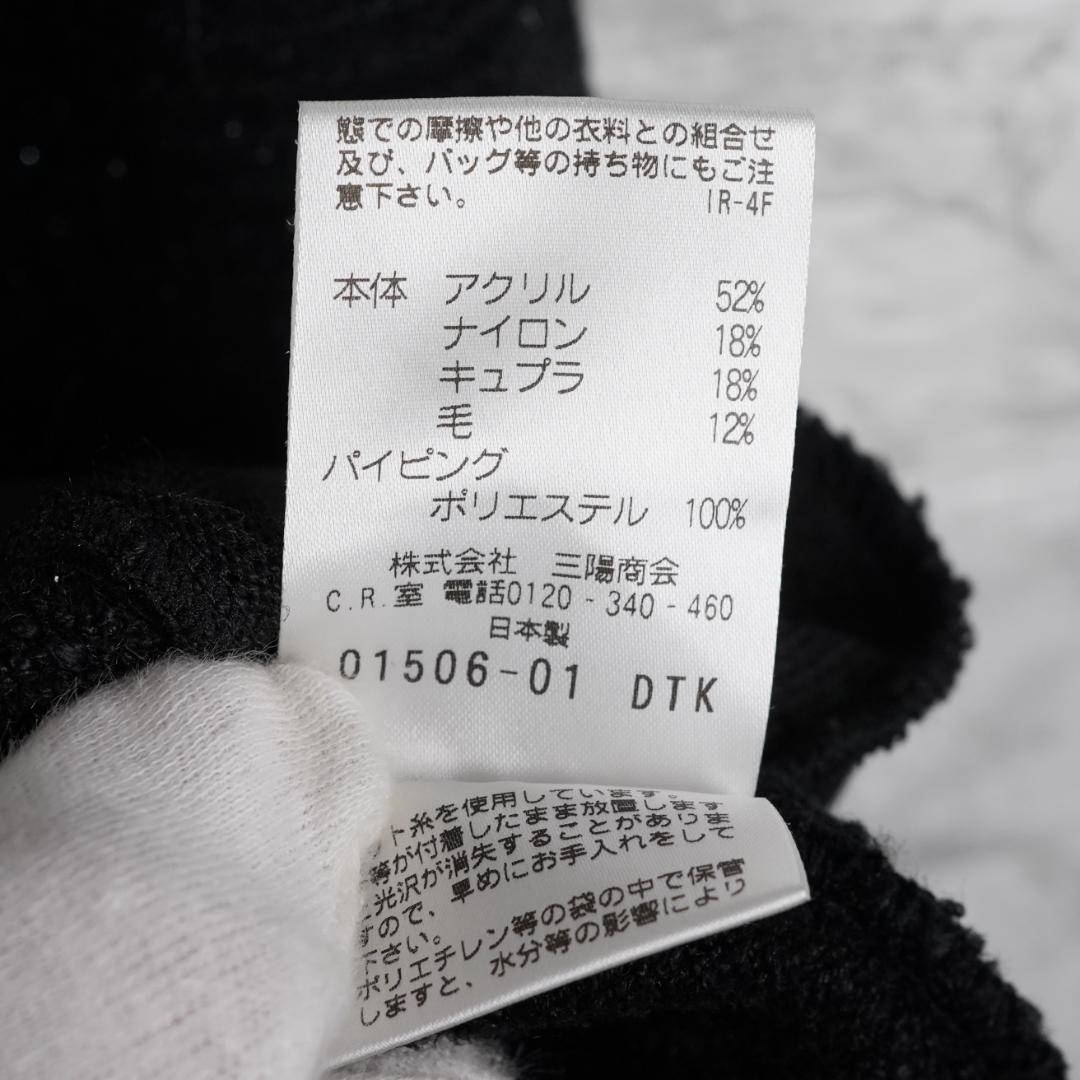 態での摩擦や他の衣料との組合せ
及び、バッグ等の持ち物にもご注
意下さい。 IR-4F
本体 アクリル 52%
ナイロン 18%
キュプラ 18%
毛 12%
パイピング
ポリエステル 100%
株式会社 三陽商会
C.R.室 電話0120-340-460
日本製
01506-01 DTK
ト糸を使用しています。
等が付着したまま放置しますま
光沢が消失することがあります
すので、早めにお手入れをして
下さい。
ポリエチレン等の袋の中で保管
しますと、水分等の影響により